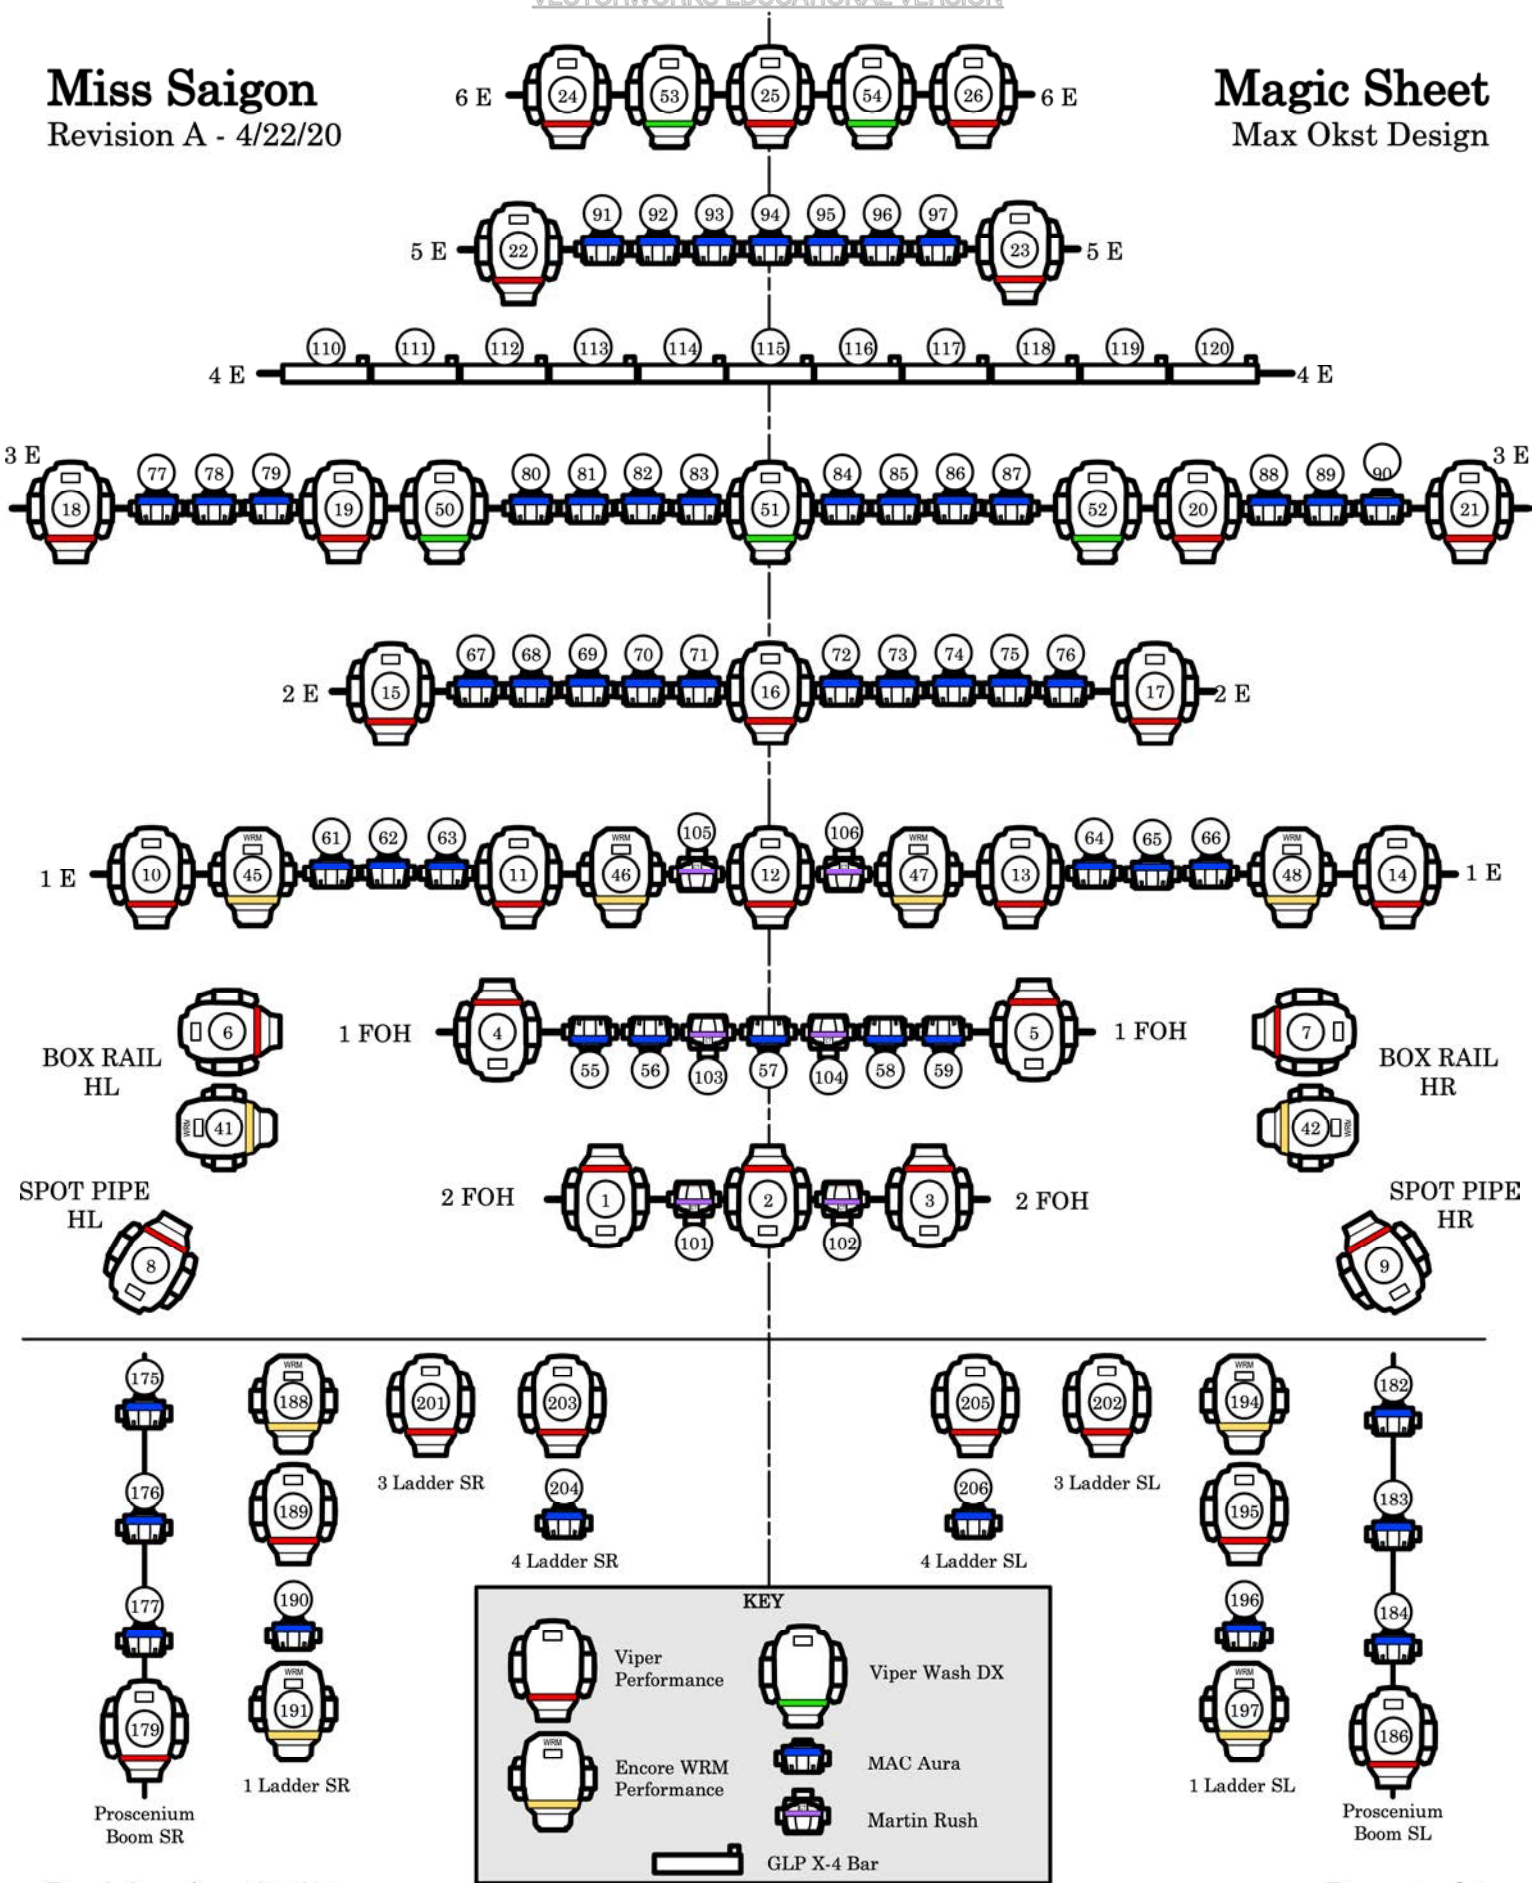 VECTORWORKS EDUCATIONAL VERSION
Miss Saigon
Revision A - 4/22/20
Magic Sheet
Max Okst Design
6 E 24 53 25 54 26 6 E
91 92 93 94 95 96 97
5 E 22 23 5 E
110 111 112 113 114 115 116 117 118 119 120
4 E 4 E
3 E 3 E
77 78 79 80 81 82 83 84 85 86 87 88 89 90
18 19 50 51 52 20 21
67 68 69 70 71 72 73 74 75 76
2 E 15 16 17 2 E
105 106
61 62 63 64 65 66
WRM WRM WRM WRM
1 E 10 45 11 46 12 47 13 48 14 1 E
6 1 FOH 4 5 1 FOH 7
BOX RAIL
HL
BOX RAIL
HR
55 56 103 57 104 58 59
WRM 41 42 WRM
SPOT PIPE
HL
SPOT PIPE
HR
2 FOH 1 2 3 2 FOH
101 102
8 9
175 182
WRM WRM
188 201 203 205 202 194
3 Ladder SR 3 Ladder SL
176 204 206 183
189 195
4 Ladder SR 4 Ladder SL
177 190 196 184
WRM WRM
191 197
179 186
1 Ladder SR 1 Ladder SL
Proscenium
Boom SR
Proscenium
Boom SL
KEY
Viper
Performance
Viper Wash DX
WRM
Encore WRM
Performance
MAC Aura
Martin Rush
GLP X-4 Bar